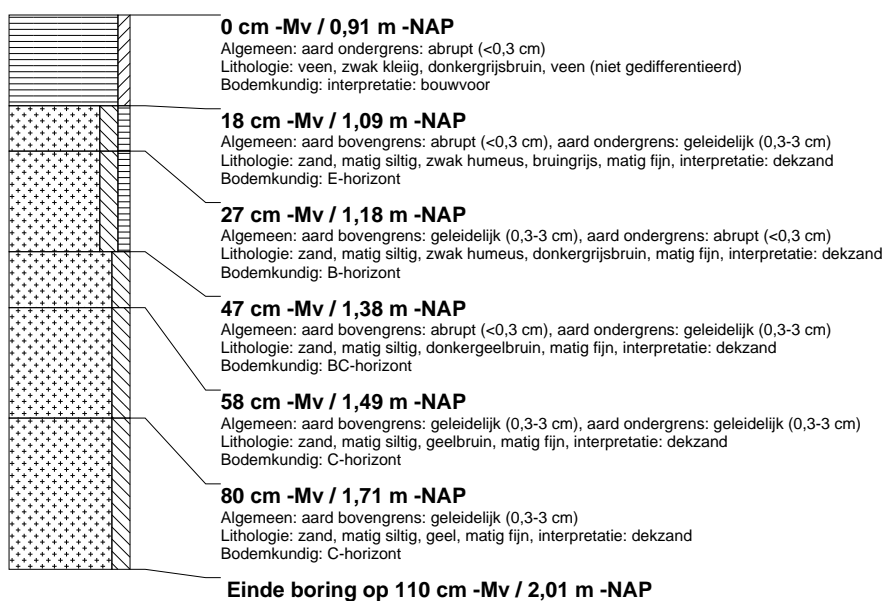 0 cm -Mv / 0,91 m -NAP
Algemeen: aard ondergrens: abrupt (<0,3 cm)
Lithologie: veen, zwak kleiig, donkergrijsbruin, veen (niet gedifferentieerd)
Bodemkundig: interpretatie: bouwvoor
18 cm -Mv / 1,09 m -NAP
Algemeen: aard bovengrens: abrupt (<0,3 cm), aard ondergrens: geleidelijk (0,3-3 cm)
Lithologie: zand, matig siltig, zwak humeus, bruingrijs, matig fijn, interpretatie: dekzand
Bodemkundig: E-horizont
27 cm -Mv / 1,18 m -NAP
Algemeen: aard bovengrens: geleidelijk (0,3-3 cm), aard ondergrens: abrupt (<0,3 cm)
Lithologie: zand, matig siltig, zwak humeus, donkergrijsbruin, matig fijn, interpretatie: dekzand
Bodemkundig: B-horizont
47 cm -Mv / 1,38 m -NAP
Algemeen: aard bovengrens: abrupt (<0,3 cm), aard ondergrens: geleidelijk (0,3-3 cm)
Lithologie: zand, matig siltig, donkergeelbruin, matig fijn, interpretatie: dekzand
Bodemkundig: BC-horizont
58 cm -Mv / 1,49 m -NAP
Algemeen: aard bovengrens: geleidelijk (0,3-3 cm), aard ondergrens: geleidelijk (0,3-3 cm)
Lithologie: zand, matig siltig, geelbruin, matig fijn, interpretatie: dekzand
Bodemkundig: C-horizont
80 cm -Mv / 1,71 m -NAP
Algemeen: aard bovengrens: geleidelijk (0,3-3 cm)
Lithologie: zand, matig siltig, geel, matig fijn, interpretatie: dekzand
Bodemkundig: C-horizont
Einde boring op 110 cm -Mv / 2,01 m -NAP